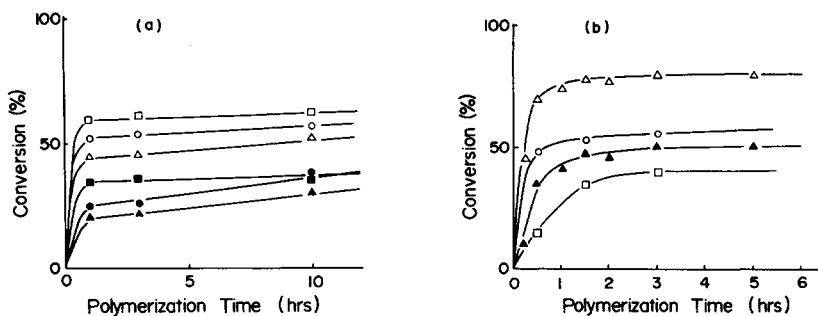 (a)
100
50
0
Conversion (%)
0 5 10
Polymerization Time (hrs)
(b)
100
50
0
Conversion (%)
0 1 2 3 4 5 6
Polymerization Time (hrs)